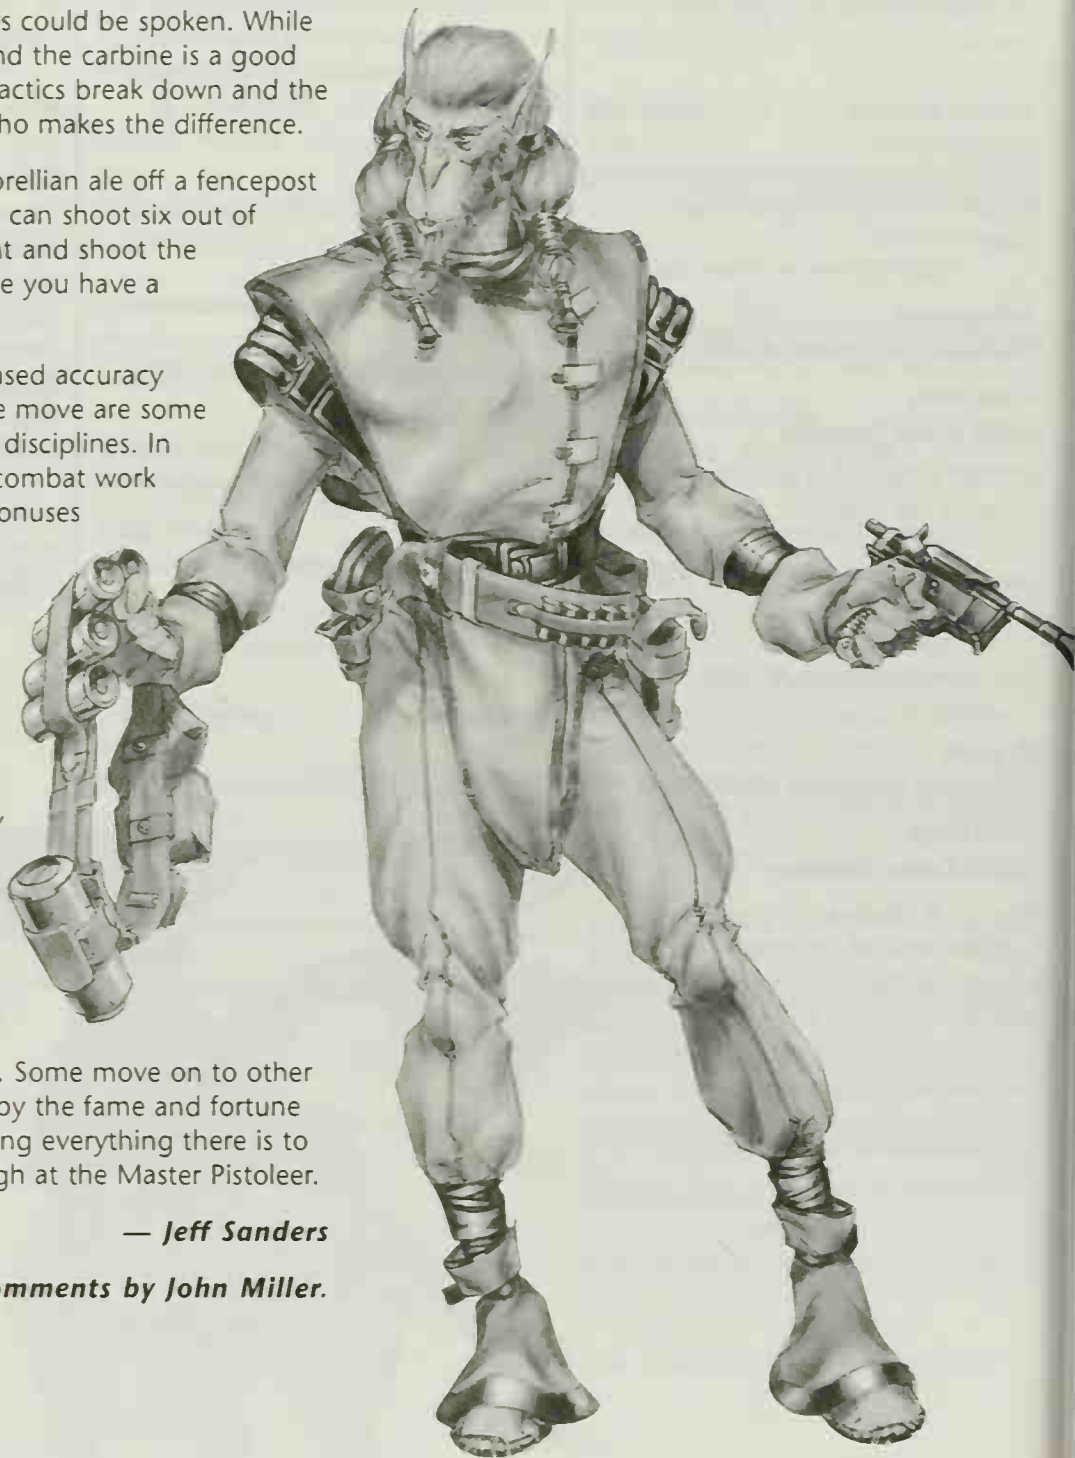 s could be spoken. While
nd the carbine is a good
actics break down and the
ho makes the difference.
orellian ale off a fencepost
can shoot six out of
nt and shoot the
e you have a
ased accuracy
e move are some
disciplines. In
combat work
onuses
. Some move on to other
by the fame and fortune
ng everything there is to
gh at the Master Pistoleer.
— Jeff Sanders
omments by John Miller.